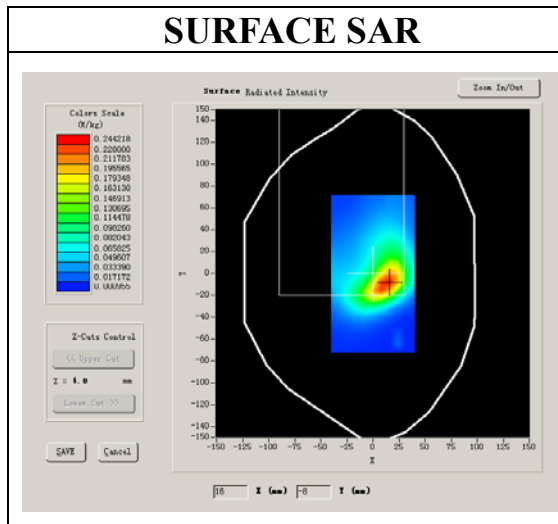 SURFACE SAR
Surface Radiated Intensity
Zoom In/Out
Colors Scale
(W/kg)
0.244218
0.228000
0.211783
0.195565
0.179348
0.163130
0.146913
0.130695
0.114478
0.098260
0.082043
0.065825
0.049607
0.033390
0.017172
0.000955
150
140
120
100
80
60
40
20
0
-20
-40
-60
-80
-100
-120
-140
-150
Y
-150 -125 -100 -75 -50 -25 0 25 50 75 100 125 150
X
Z-Cuts Control
<< Upper Cut
Z = 4.0 mm
Lower Cut >>
SAVE Cancel
16 X (mm) -8 Y (mm)